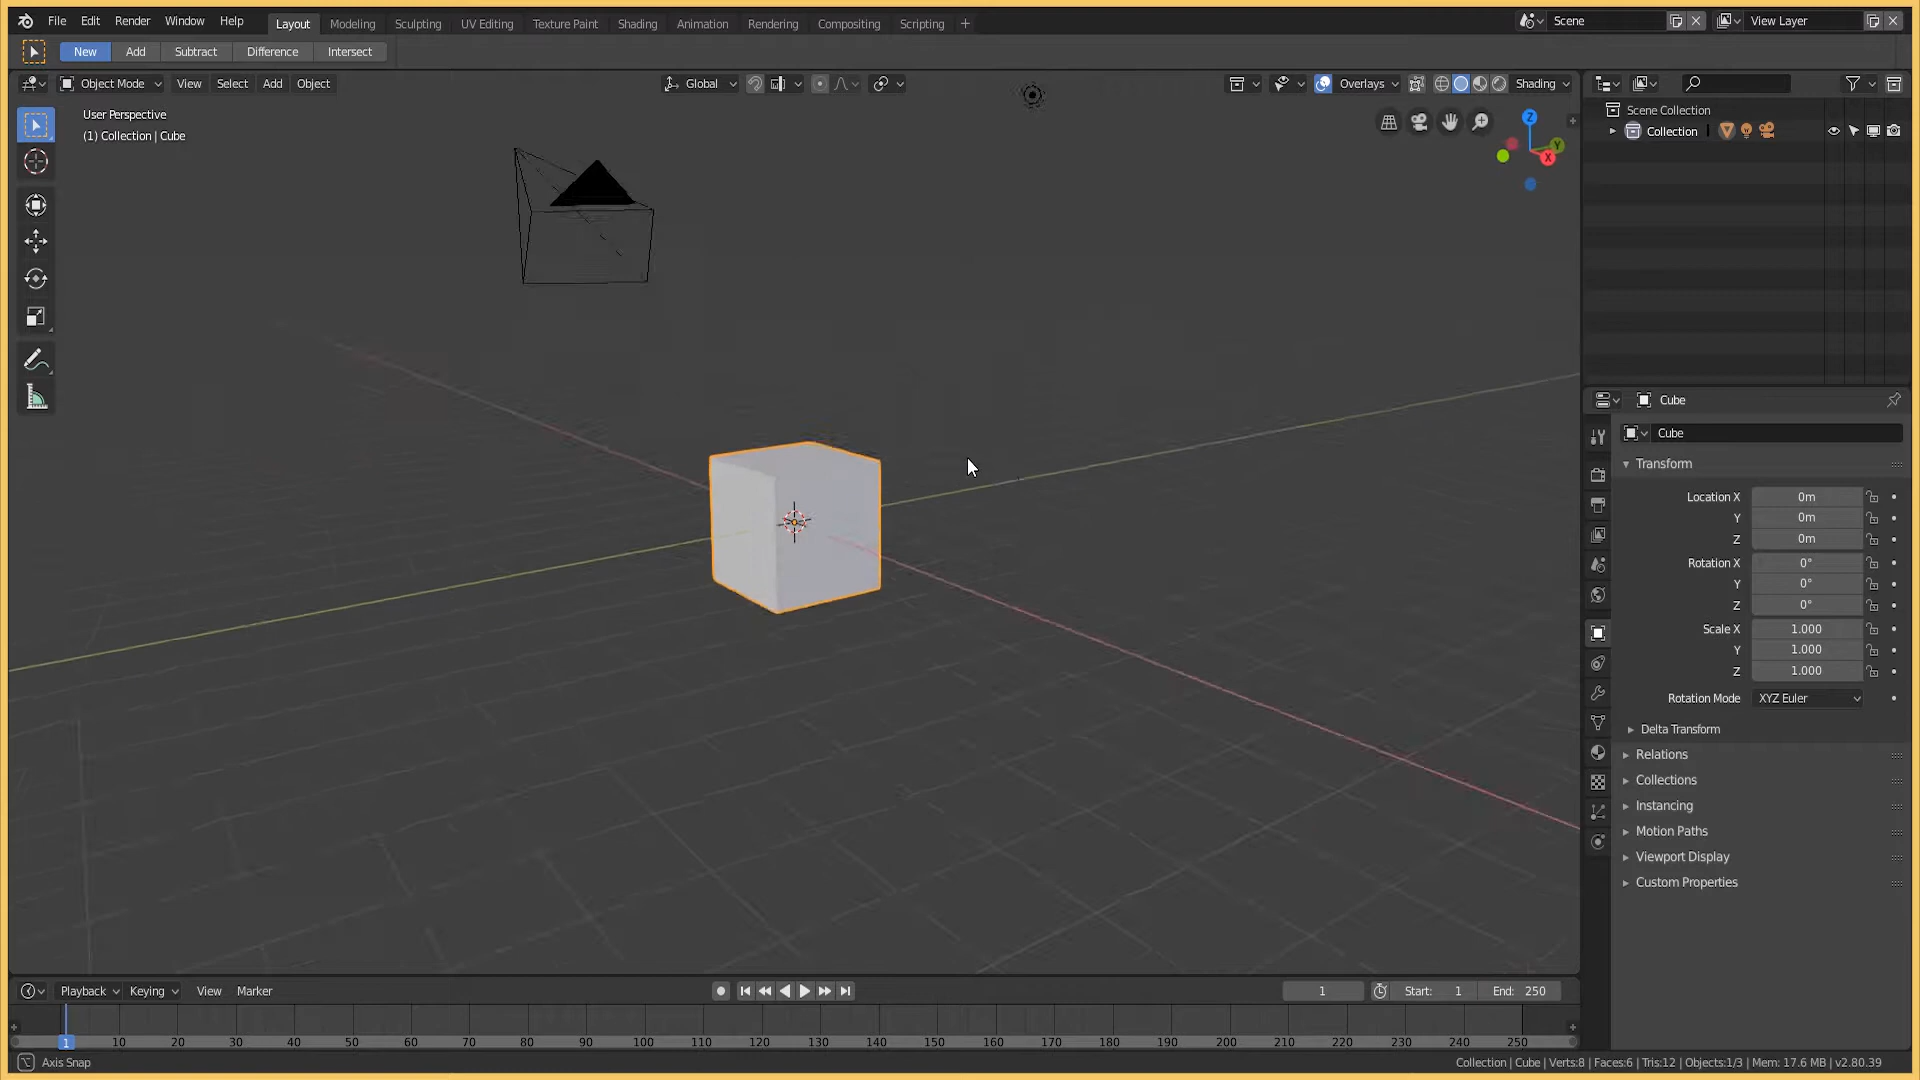 File Edit Render Window Help Layout Modeling Sculpting UV Editing Texture Paint Shading Animation Rendering Compositing Scripting + Scene View Layer
New Add Subtract Difference Intersect
Object Mode View Select Add Object Global Overlays Shading
User Perspective
(1) Collection | Cube
Z
Y
X
Scene Collection
Collection
Cube
Cube
Transform
Location X 0m
Y 0m
Z 0m
Rotation X 0°
Y 0°
Z 0°
Scale X 1.000
Y 1.000
Z 1.000
Rotation Mode XYZ Euler
Delta Transform
Relations
Collections
Instancing
Motion Paths
Viewport Display
Custom Properties
Playback Keying View Marker 1 Start: 1 End: 250
1 10 20 30 40 50 60 70 80 90 100 110 120 130 140 150 160 170 180 190 200 210 220 230 240 250
Axis Snap Collection | Cube | Verts:8 | Faces:6 | Tris:12 | Objects:1/3 | Mem: 17.6 MB | v2.80.39